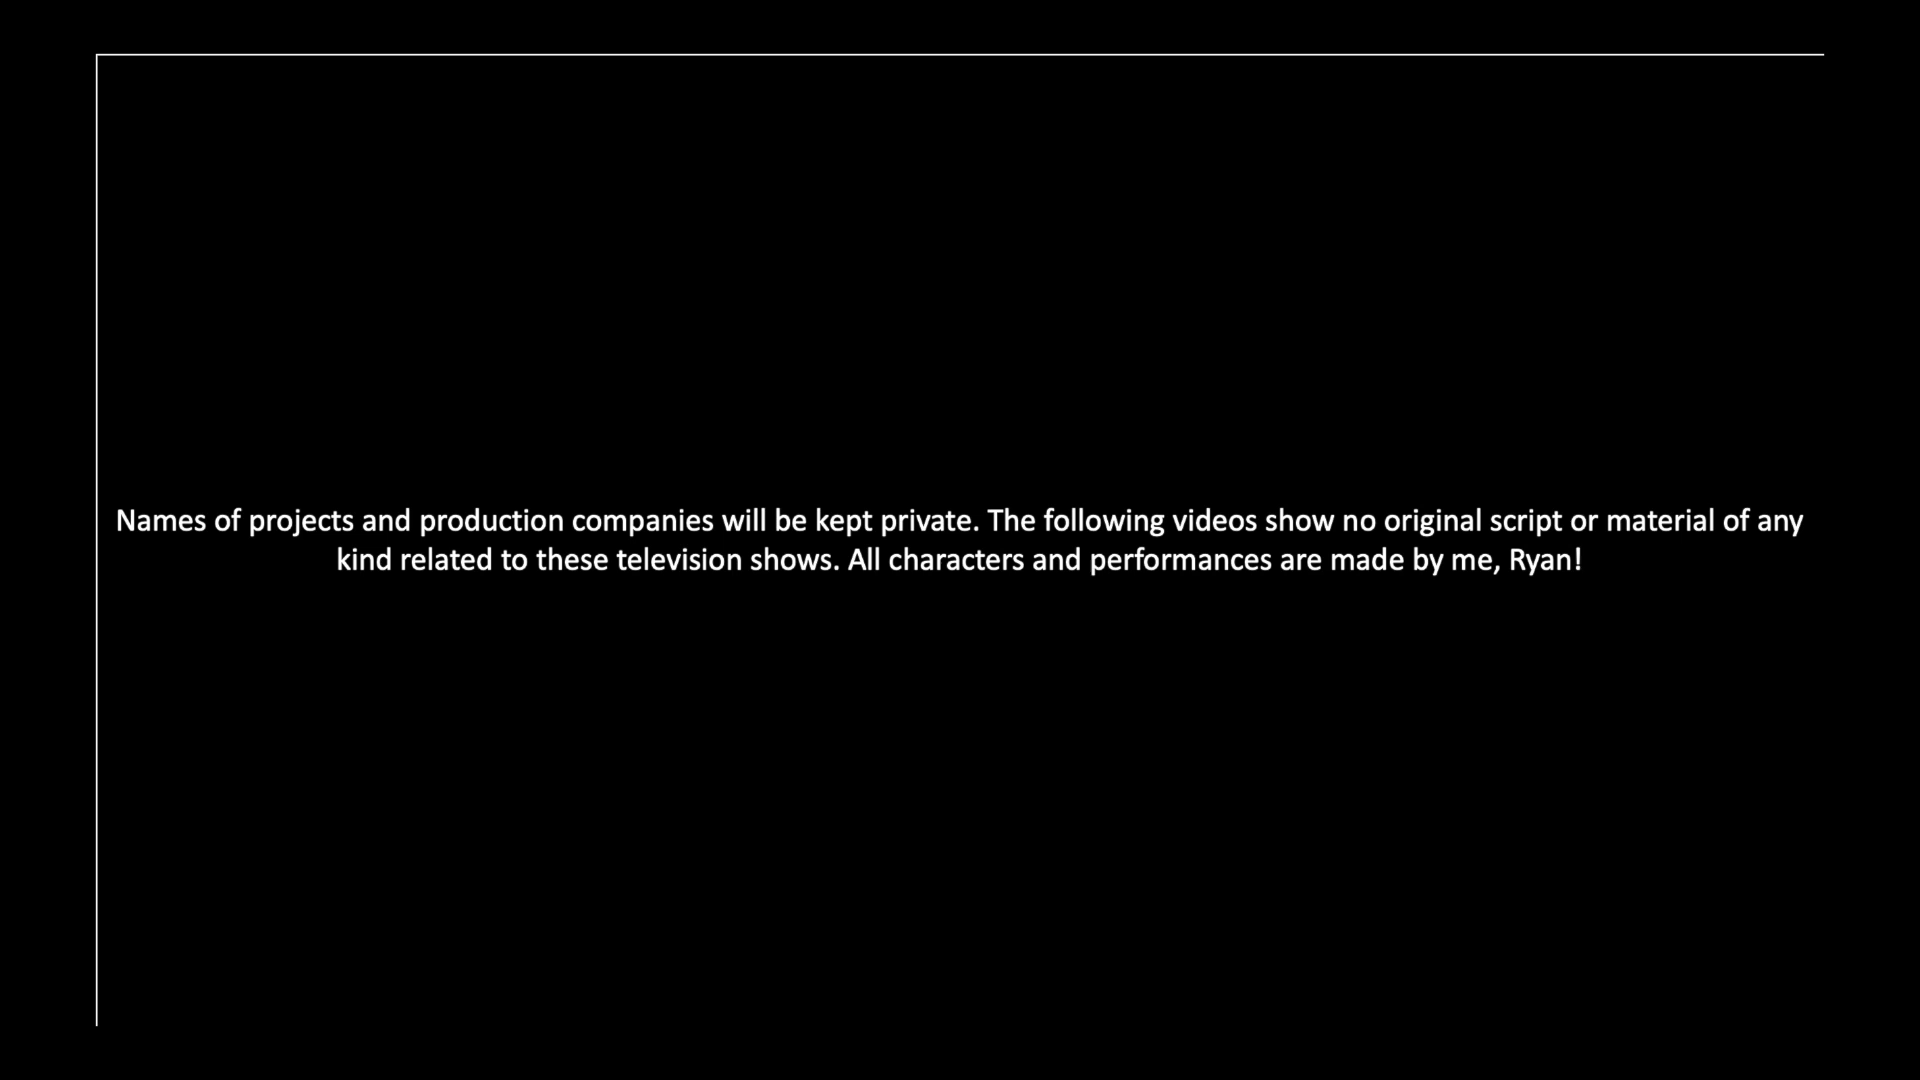 Names of projects and production companies will be kept private. The following videos show no original script or material of any
kind related to these television shows. All characters and performances are made by me, Ryan!